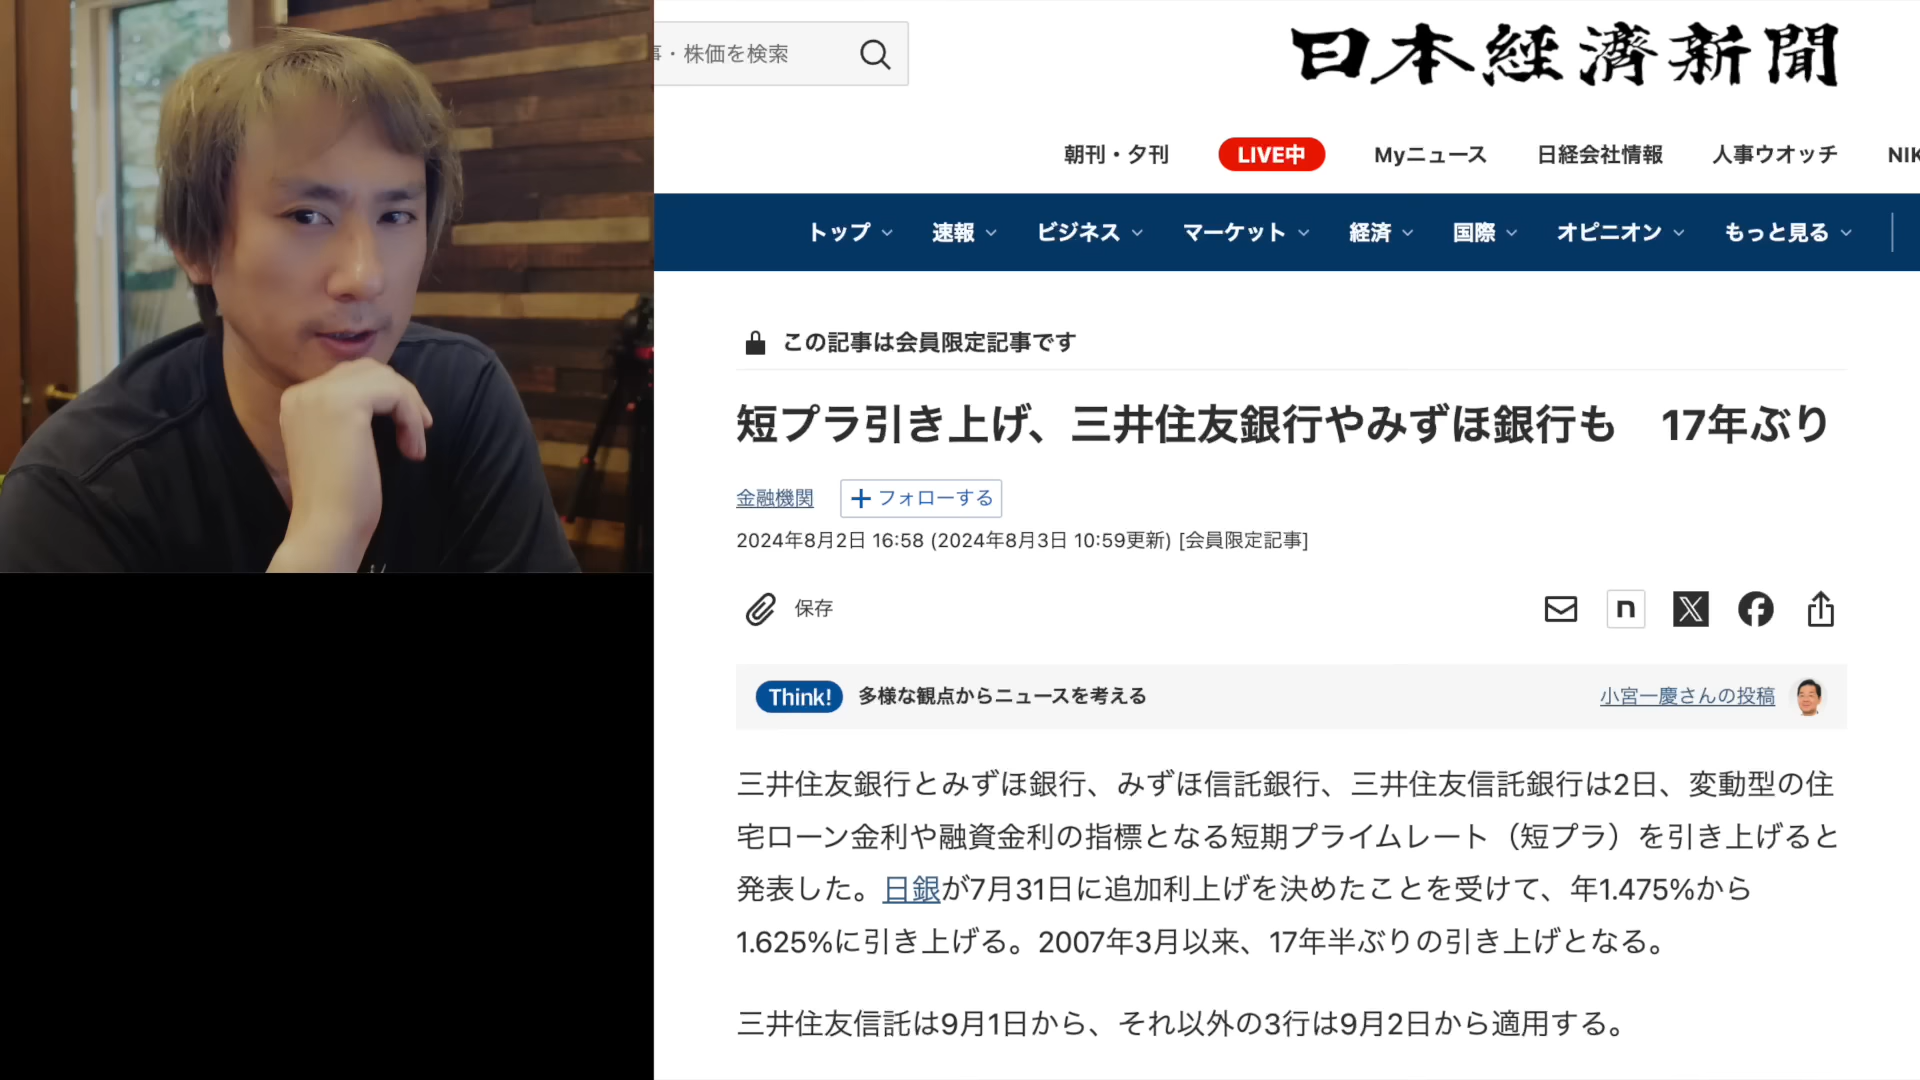 ・株価を検索
日本経済新聞
朝刊・夕刊
LIVE中
Myニュース
日経会社情報
人事ウオッチ
NIK
トップ
速報
ビジネス
マーケット
経済
国際
オピニオン
もっと見る
この記事は会員限定記事です
短プラ引き上げ、三井住友銀行やみずほ銀行も　17年ぶり
金融機関
フォローする
2024年8月2日 16:58 (2024年8月3日 10:59更新) [会員限定記事]
保存
n
X
Think!
多様な観点からニュースを考える
小宮一慶さんの投稿
三井住友銀行とみずほ銀行、みずほ信託銀行、三井住友信託銀行は2日、変動型の住
宅ローン金利や融資金利の指標となる短期プライムレート（短プラ）を引き上げると
発表した。日銀が7月31日に追加利上げを決めたことを受けて、年1.475%から
1.625%に引き上げる。2007年3月以来、17年半ぶりの引き上げとなる。
三井住友信託は9月1日から、それ以外の3行は9月2日から適用する。